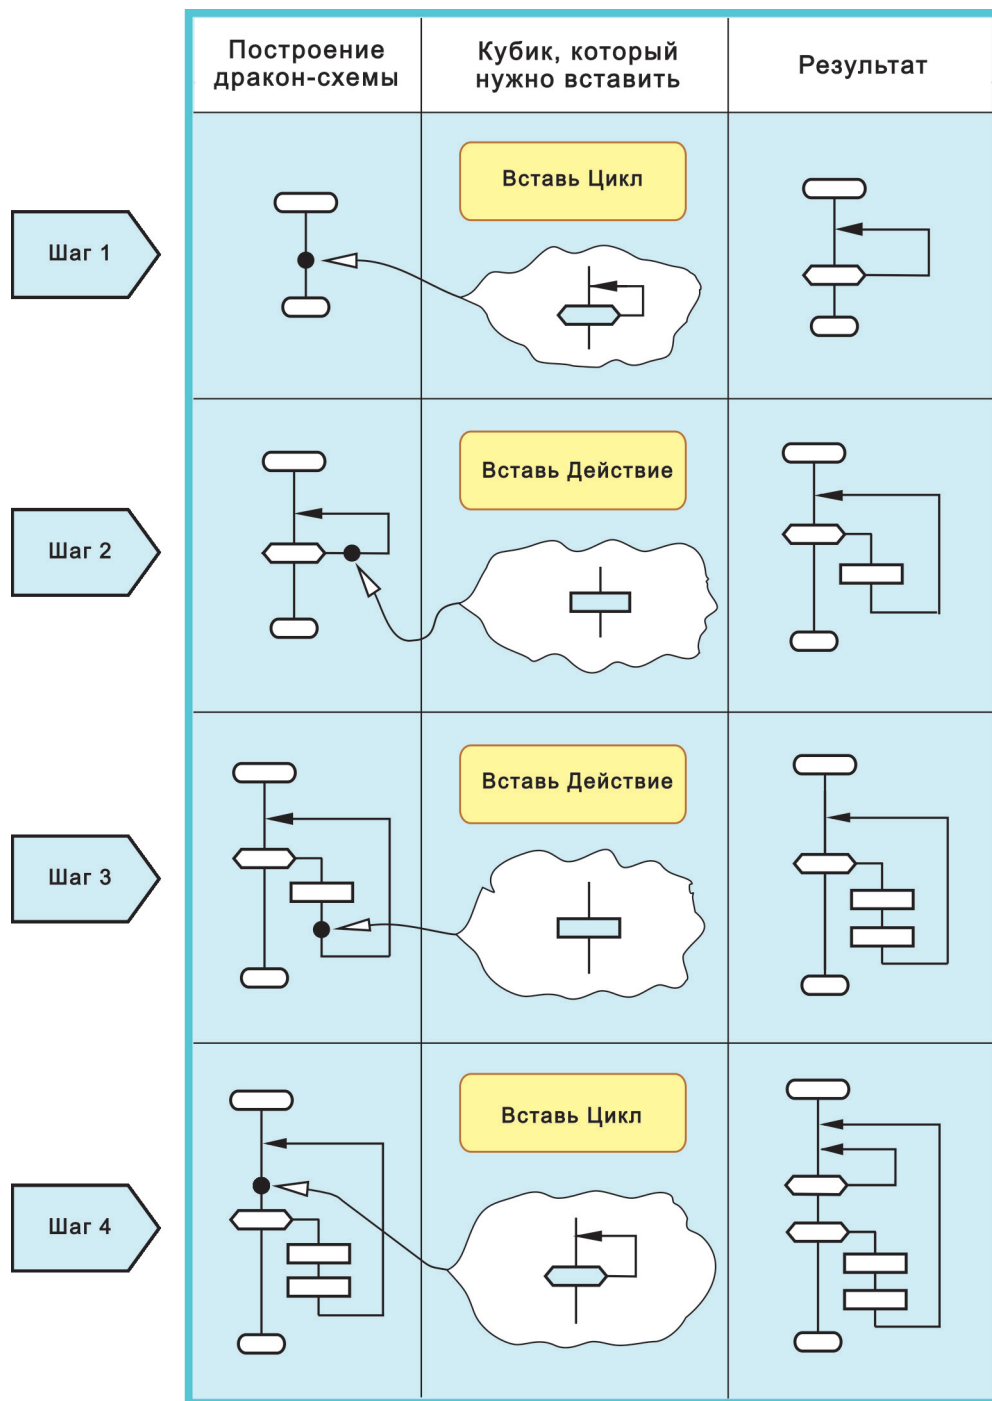 Построение
дракон-схемы
Кубик, который
нужно вставить
Результат
Шаг 1
Вставь Цикл
Шаг 2
Вставь Действие
Шаг 3
Вставь Действие
Шаг 4
Вставь Цикл